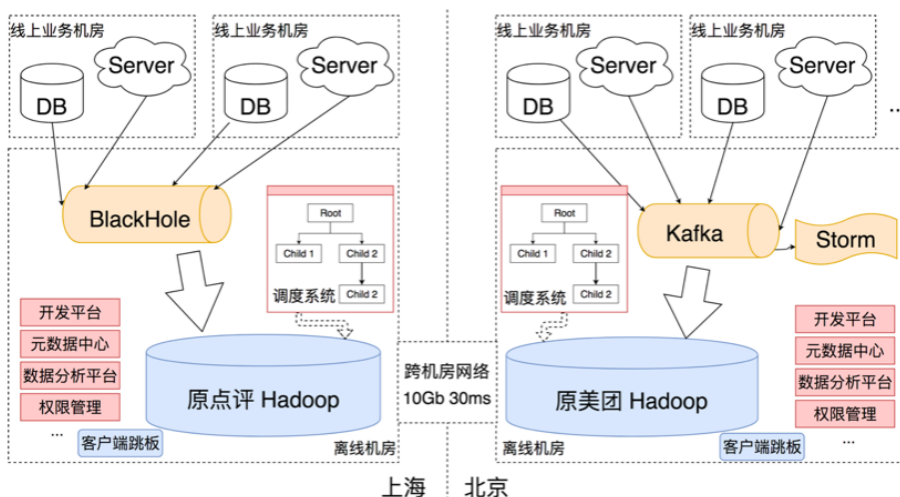 线上业务机房
DB
Server
线上业务机房
DB
Server
BlackHole
Root
Child 1
Child 2
Child 2
调度系统
开发平台
元数据中心
数据分析平台
权限管理
...
客户端跳板
原点评 Hadoop
离线机房
上海
跨机房网络
10Gb 30ms
线上业务机房
DB
Server
线上业务机房
DB
Server
..
Kafka
Storm
Root
Child 1
Child 2
Child 2
调度系统
开发平台
元数据中心
数据分析平台
权限管理
...
客户端跳板
原美团 Hadoop
离线机房
北京